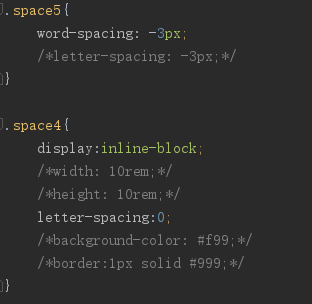 .space5{
word-spacing: -3px;
/*letter-spacing: -3px;*/
}
.space4{
display:inline-block;
/*width: 10rem;*/
/*height: 10rem;*/
letter-spacing:0;
/*background-color: #f99;*/
/*border:1px solid #999;*/
}